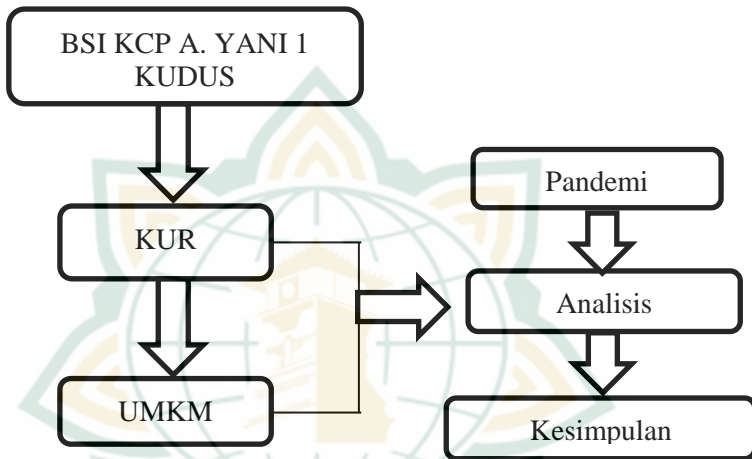 BSI KCP A. YANI 1
KUDUS
KUR
UMKM
Pandemi
Analisis
Kesimpulan